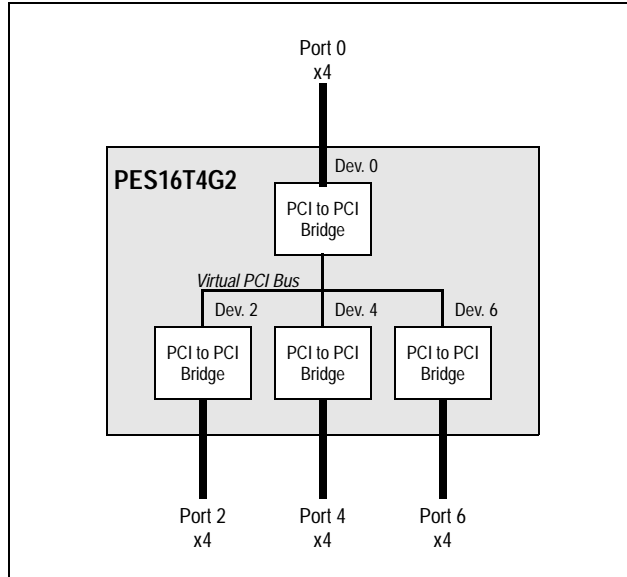 Port 0
x4
PES16T4G2
Dev. 0
PCI to PCI
Bridge
Virtual PCI Bus
Dev. 2
Dev. 4
Dev. 6
PCI to PCI
Bridge
PCI to PCI
Bridge
PCI to PCI
Bridge
Port 2
x4
Port 4
x4
Port 6
x4